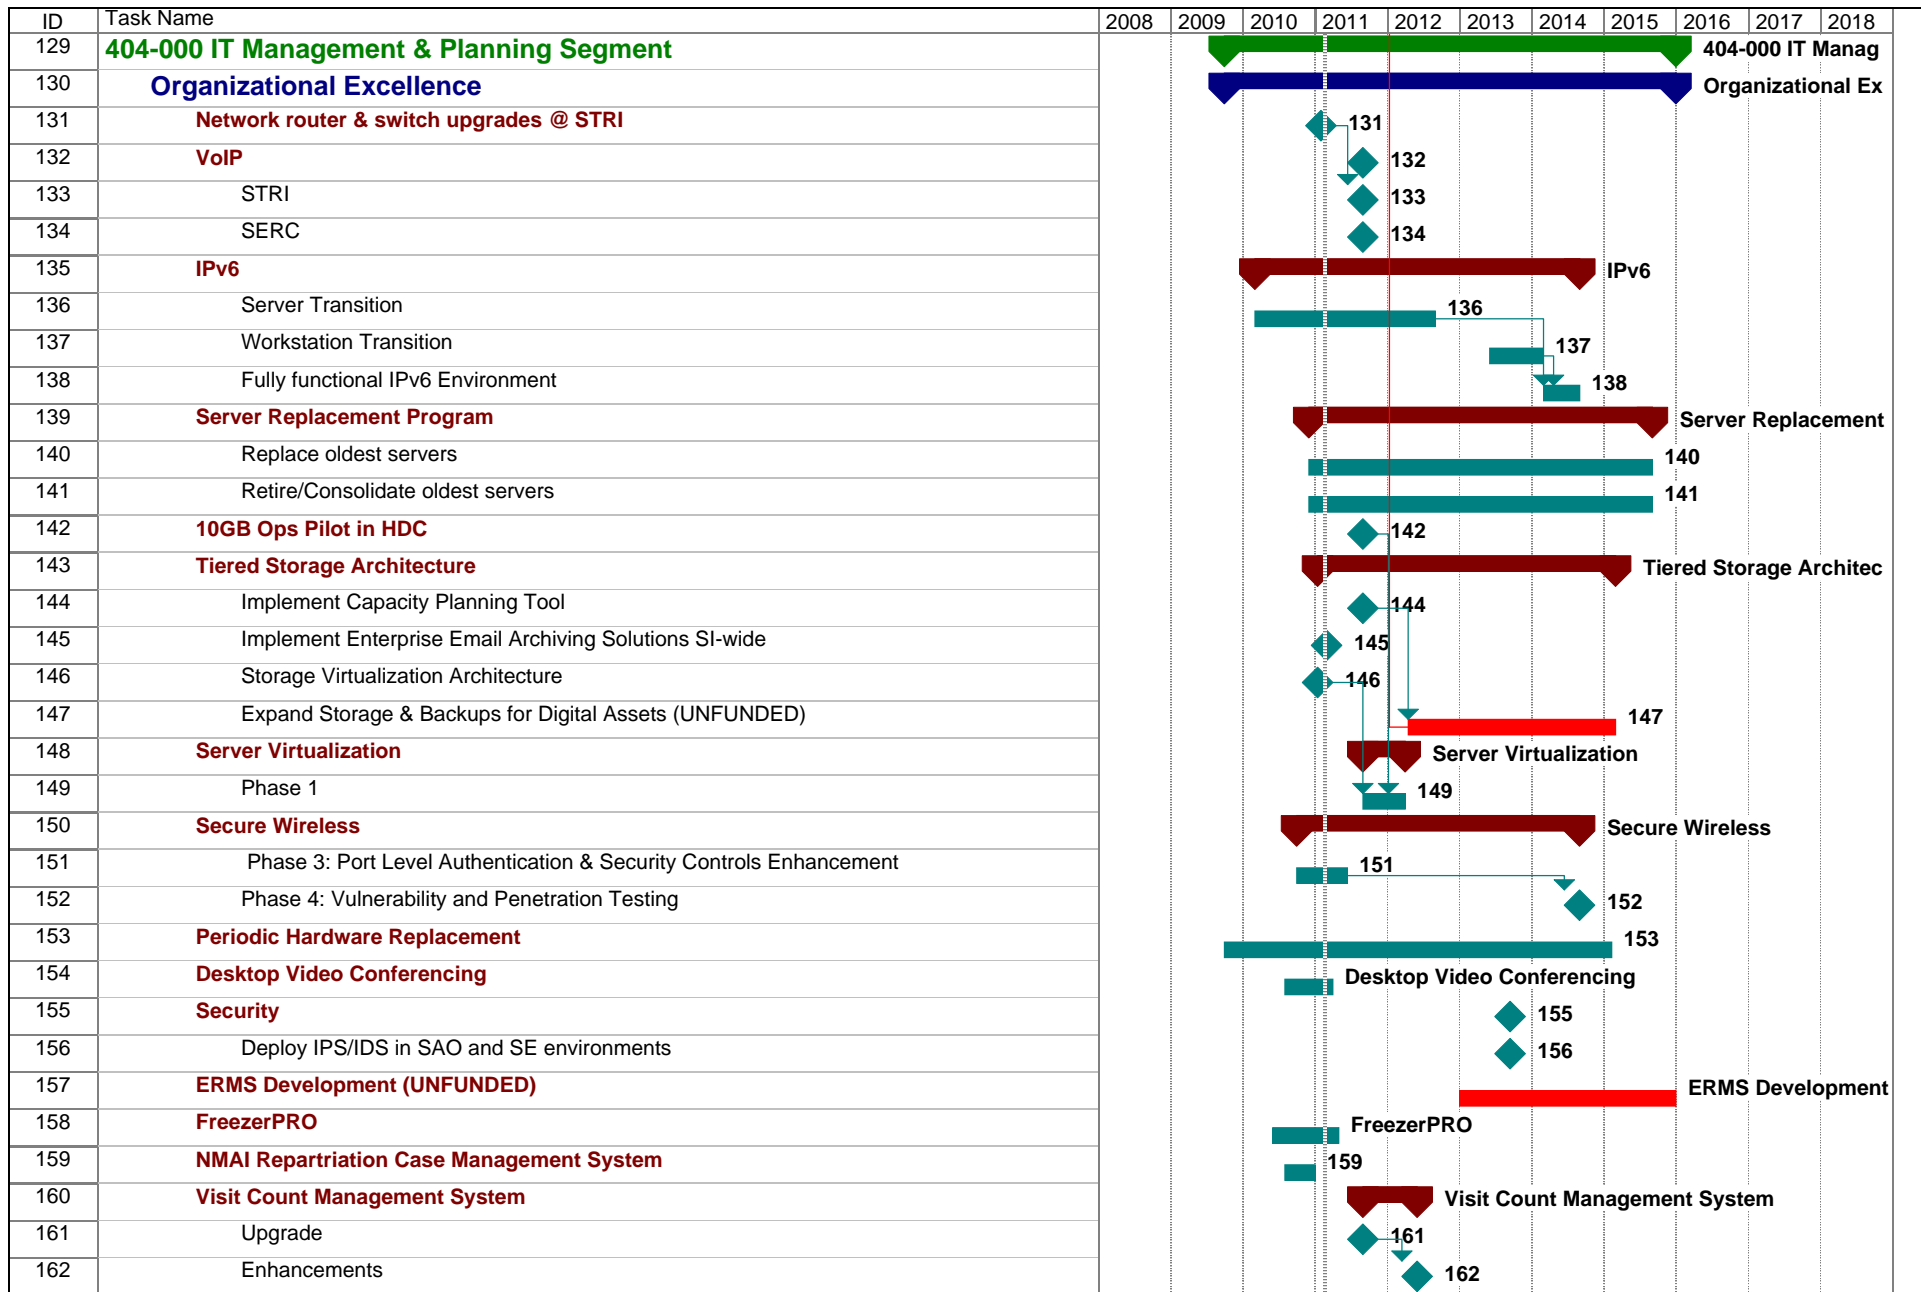 ID Task Name 2008 2009 2010 2011 2012 2013 2014 2015 2016 2017 2018
129 404-000 IT Management & Planning Segment 404-000 IT Manag
130 Organizational Excellence Organizational Ex
131 Network router & switch upgrades @ STRI 131
132 VoIP 132
133 STRI 133
134 SERC 134
135 IPv6 IPv6
136 Server Transition 136
137 Workstation Transition 137
138 Fully functional IPv6 Environment 138
139 Server Replacement Program Server Replacement
140 Replace oldest servers 140
141 Retire/Consolidate oldest servers 141
142 10GB Ops Pilot in HDC 142
143 Tiered Storage Architecture Tiered Storage Architec
144 Implement Capacity Planning Tool 144
145 Implement Enterprise Email Archiving Solutions SI-wide 145
146 Storage Virtualization Architecture 146
147 Expand Storage & Backups for Digital Assets (UNFUNDED) 147
148 Server Virtualization Server Virtualization
149 Phase 1 149
150 Secure Wireless Secure Wireless
151 Phase 3: Port Level Authentication & Security Controls Enhancement 151
152 Phase 4: Vulnerability and Penetration Testing 152
153 Periodic Hardware Replacement 153
154 Desktop Video Conferencing Desktop Video Conferencing
155 Security 155
156 Deploy IPS/IDS in SAO and SE environments 156
157 ERMS Development (UNFUNDED) ERMS Development
158 FreezerPRO FreezerPRO
159 NMAI Repartriation Case Management System 159
160 Visit Count Management System Visit Count Management System
161 Upgrade 161
162 Enhancements 162